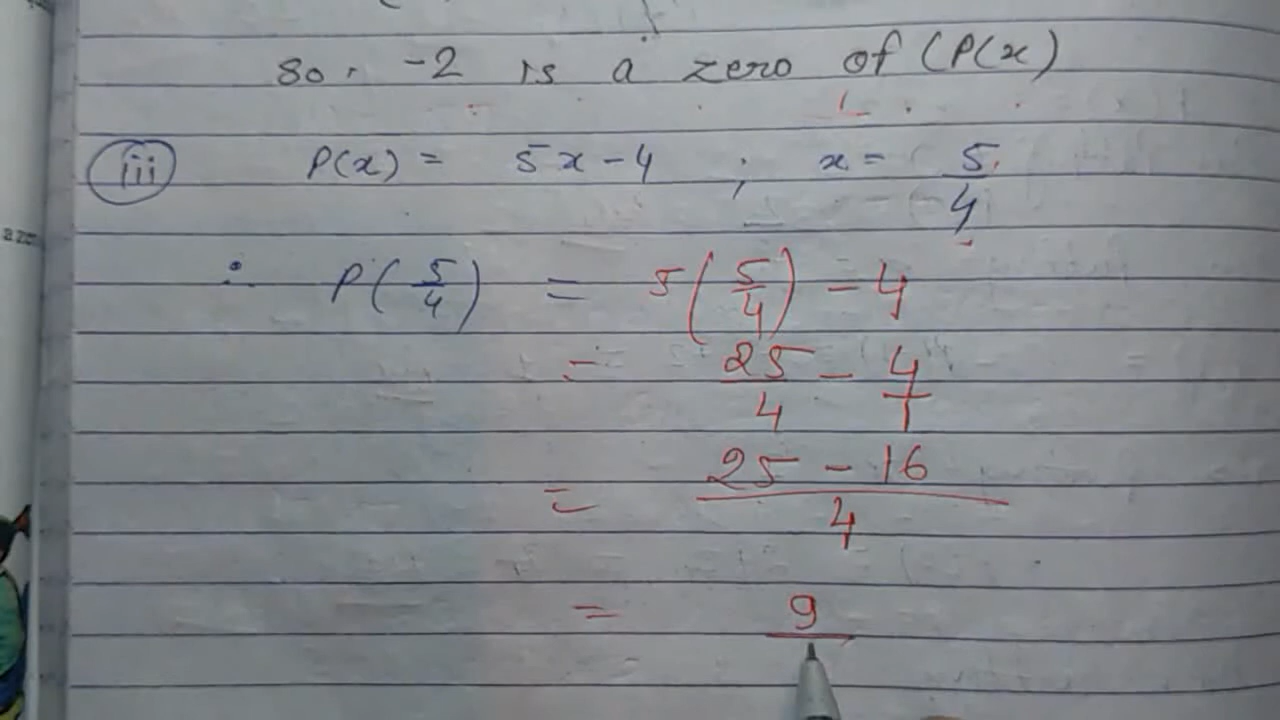 so, -2 is a zero of (P(x)
(iii) P(x) = 5x-4 ; x = 5/4
∴ P(5/4) = 5(5/4) - 4
= 25/4 - 4/1
= 25 - 16/4
= 9